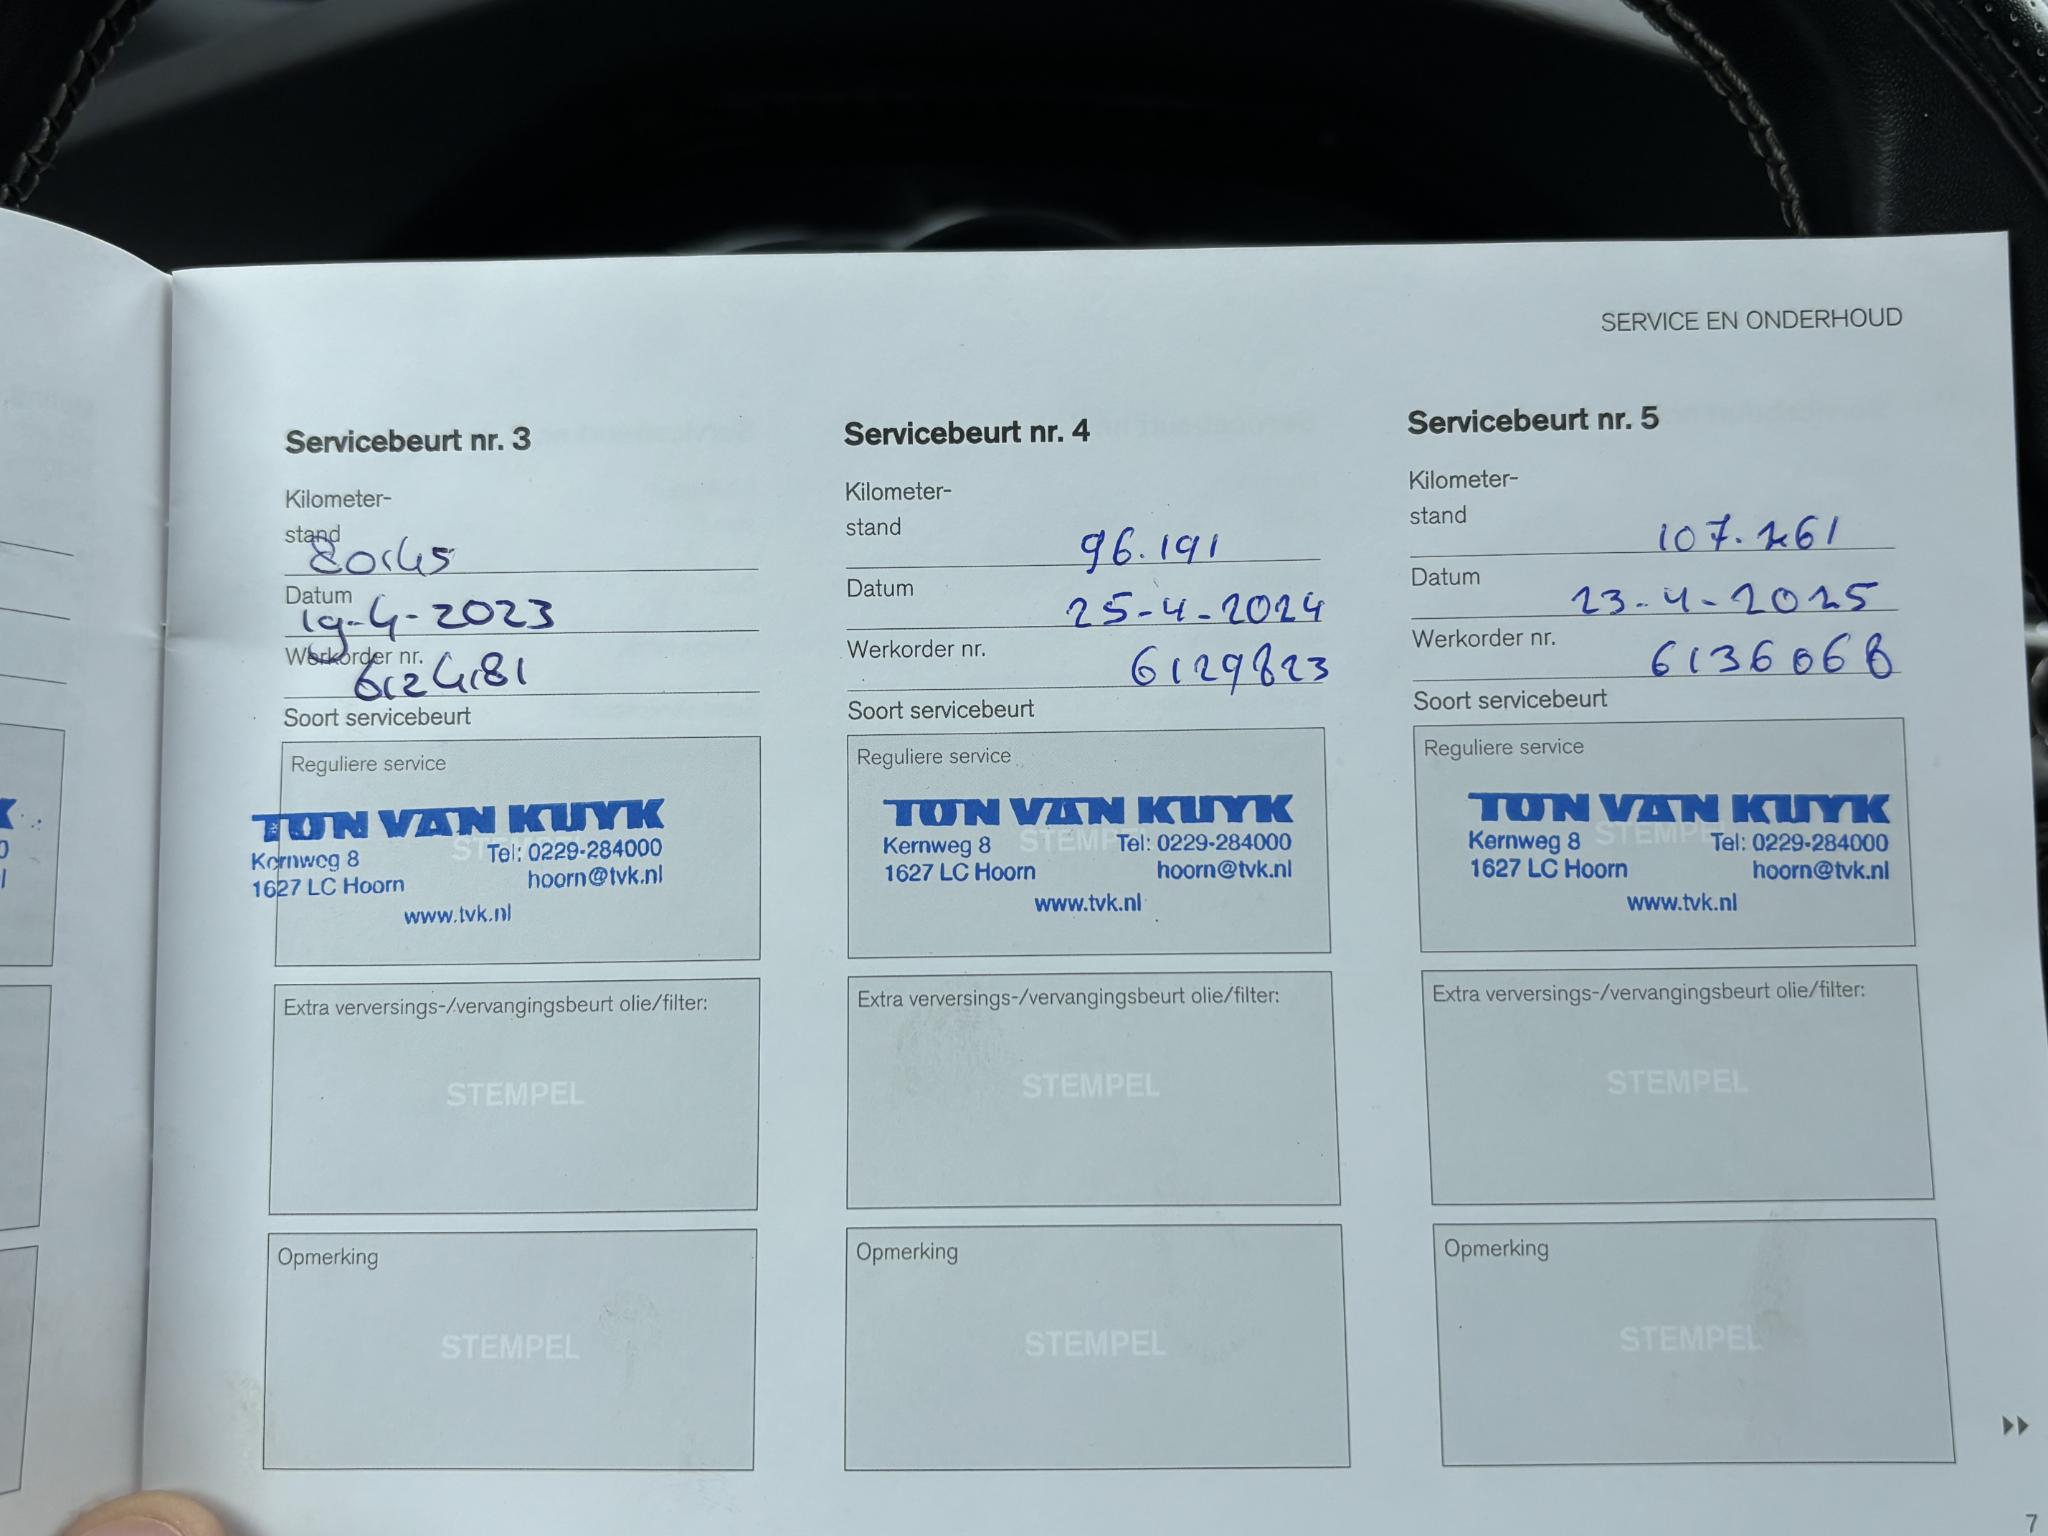 SERVICE EN ONDERHOUD
Servicebeurt nr. 3
Kilometer-
stand
80145
Datum
19-4-2023
Werkorder nr.
6124181
Soort servicebeurt
Reguliere service
TON VAN KUYK
Kernweg 8 Tel: 0229-284000
1627 LC Hoorn hoorn@tvk.nl
www.tvk.nl
Extra verversings-/vervangingsbeurt olie/filter:
STEMPEL
Opmerking
STEMPEL
Servicebeurt nr. 4
Kilometer-
stand
96.191
Datum
25-4-2024
Werkorder nr.
6129823
Soort servicebeurt
Reguliere service
STEMPEL
TON VAN KUYK
Kernweg 8 Tel: 0229-284000
1627 LC Hoorn hoorn@tvk.nl
www.tvk.nl
Extra verversings-/vervangingsbeurt olie/filter:
STEMPEL
Opmerking
STEMPEL
Servicebeurt nr. 5
Kilometer-
stand
107.261
Datum
23-4-2025
Werkorder nr.
6136068
Soort servicebeurt
Reguliere service
STEMPEL
TON VAN KUYK
Kernweg 8 Tel: 0229-284000
1627 LC Hoorn hoorn@tvk.nl
www.tvk.nl
Extra verversings-/vervangingsbeurt olie/filter:
STEMPEL
Opmerking
STEMPEL
7